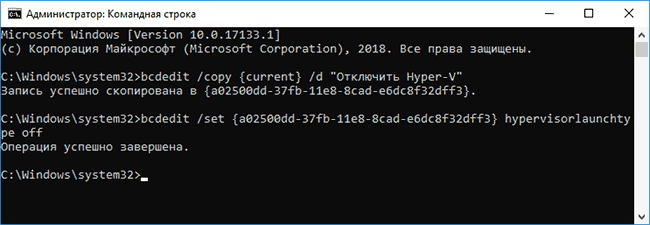 Администратор: Командная строка
Microsoft Windows [Version 10.0.17133.1]
(c) Корпорация Майкрософт (Microsoft Corporation), 2018. Все права защищены.
C:\Windows\system32>bcdedit /copy {current} /d "Отключить Hyper-V"
Запись успешно скопирована в {a02500dd-37fb-11e8-8cad-e6dc8f32dff3}.
C:\Windows\system32>bcdedit /set {a02500dd-37fb-11e8-8cad-e6dc8f32dff3} hypervisorlaunchty
pe off
Операция успешно завершена.
C:\Windows\system32>